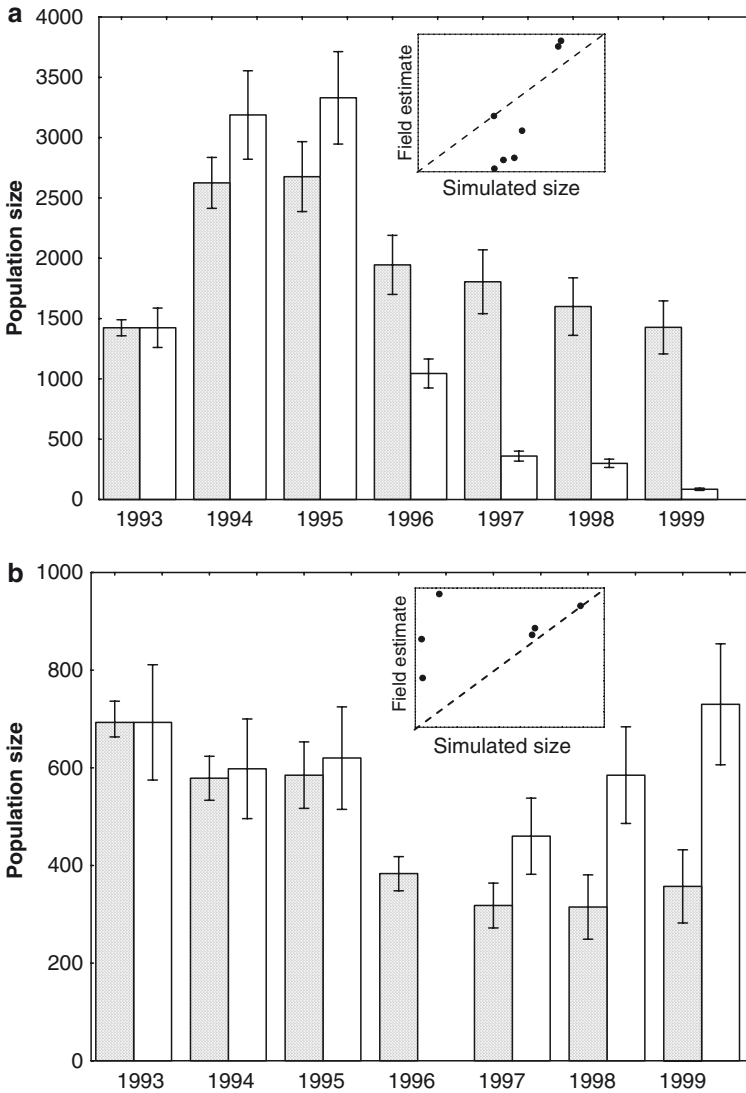 a
4000
3500
3000
2500
2000
1500
1000
500
0
Population size
Field estimate
Simulated size
1993 1994 1995 1996 1997 1998 1999
b
1000
800
600
400
200
0
Population size
Field estimate
Simulated size
1993 1994 1995 1996 1997 1998 1999